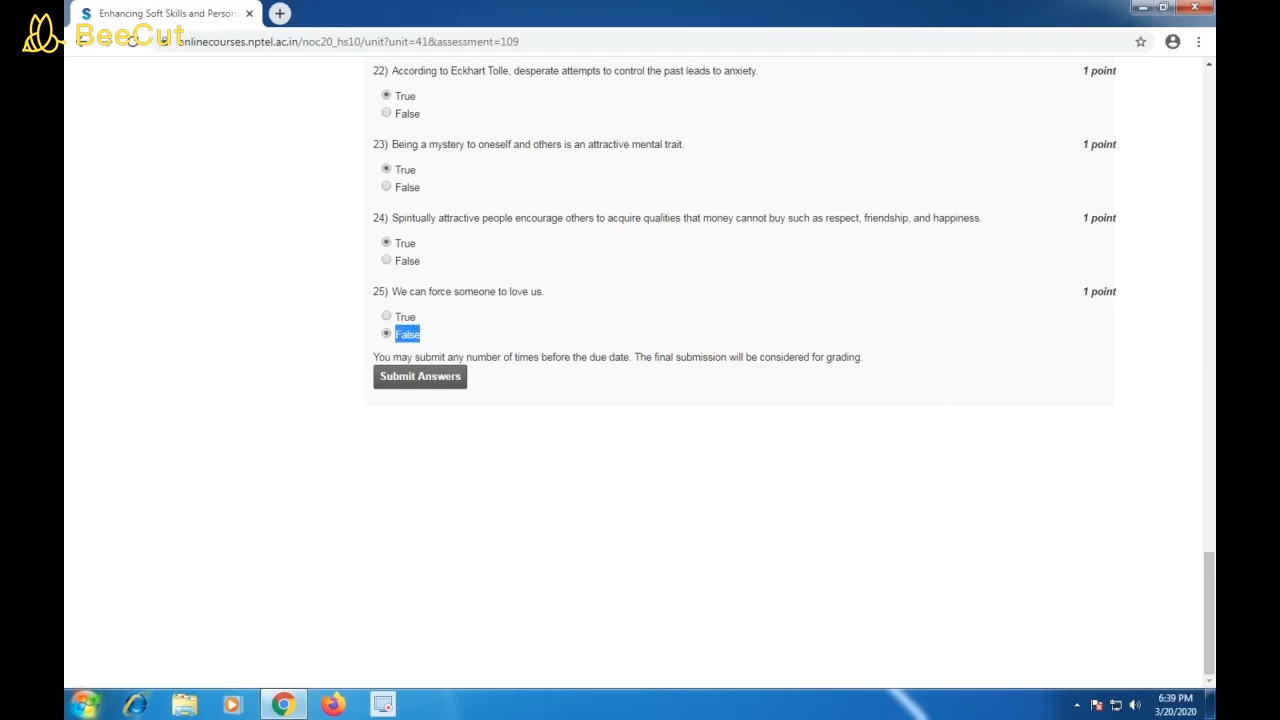 Enhancing Soft Skills and Person
BeeCut
onlinecourses.nptel.ac.in/noc20_hs10/unit?unit=41&assessment=109
22) According to Eckhart Tolle, desperate attempts to control the past leads to anxiety. 1 point
True
False
23) Being a mystery to oneself and others is an attractive mental trait. 1 point
True
False
24) Spiritually attractive people encourage others to acquire qualities that money cannot buy such as respect, friendship, and happiness. 1 point
True
False
25) We can force someone to love us. 1 point
True
False
You may submit any number of times before the due date. The final submission will be considered for grading.
Submit Answers
6:39 PM
3/20/2020